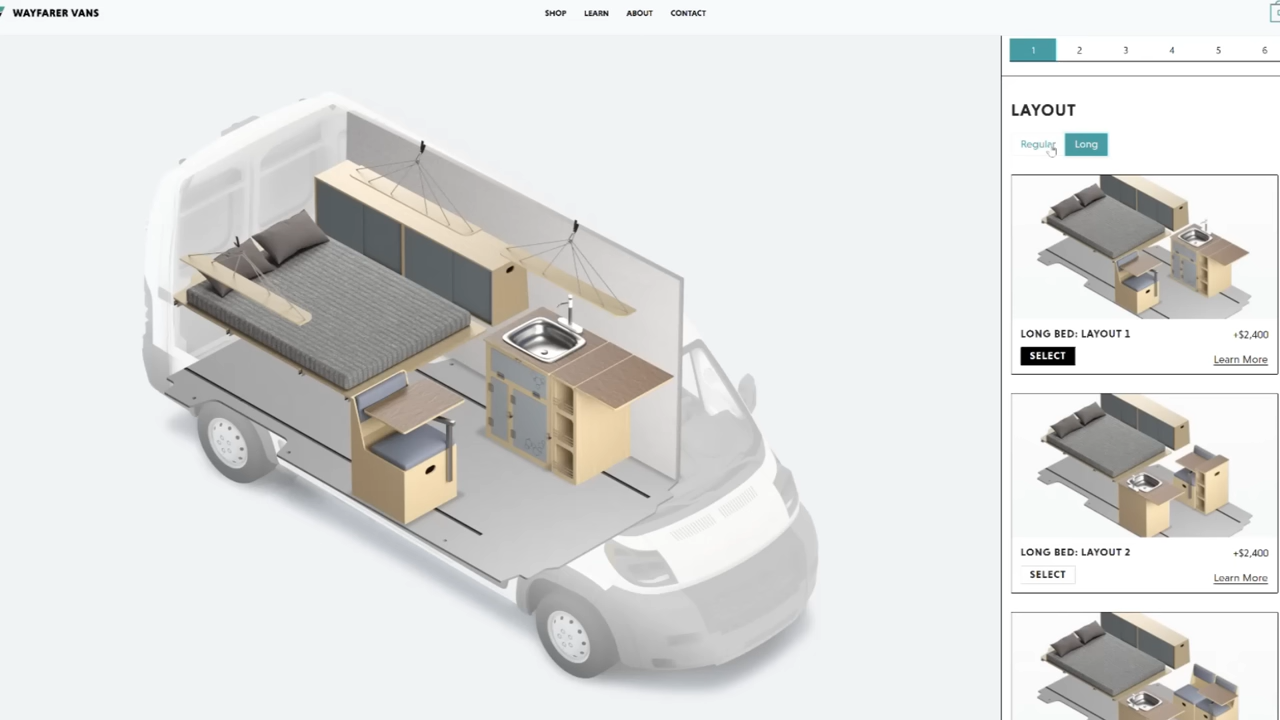 WAYFARER VANS
SHOP LEARN ABOUT CONTACT
1 2 3 4 5 6
LAYOUT
Regular Long
LONG BED: LAYOUT 1 +$2,400
SELECT Learn More
LONG BED: LAYOUT 2 +$2,400
SELECT Learn More